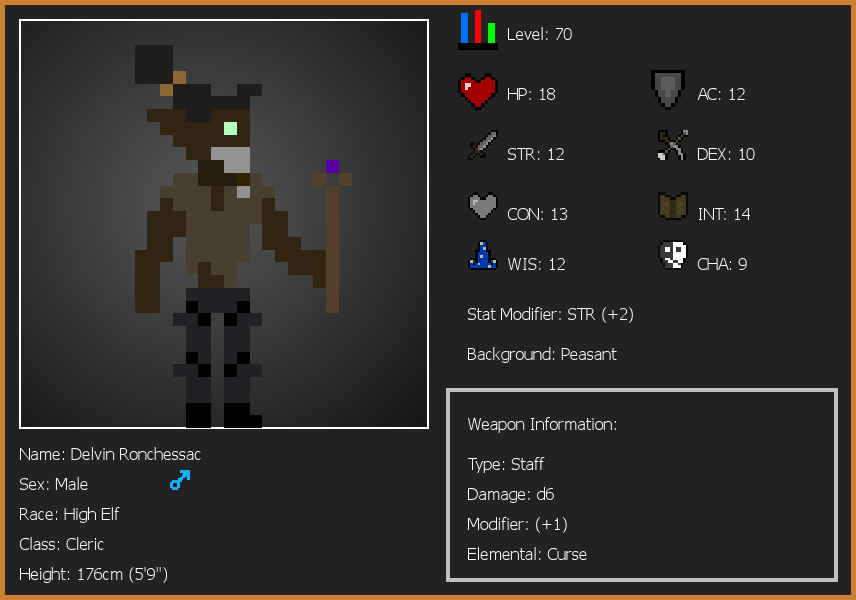 Level: 70
HP: 18
AC: 12
STR: 12
DEX: 10
CON: 13
INT: 14
WIS: 12
CHA: 9
Stat Modifier: STR (+2)
Background: Peasant
Weapon Information:
Type: Staff
Damage: d6
Modifier: (+1)
Elemental: Curse
Name: Delvin Ronchessac
Sex: Male
Race: High Elf
Class: Cleric
Height: 176cm (5'9")